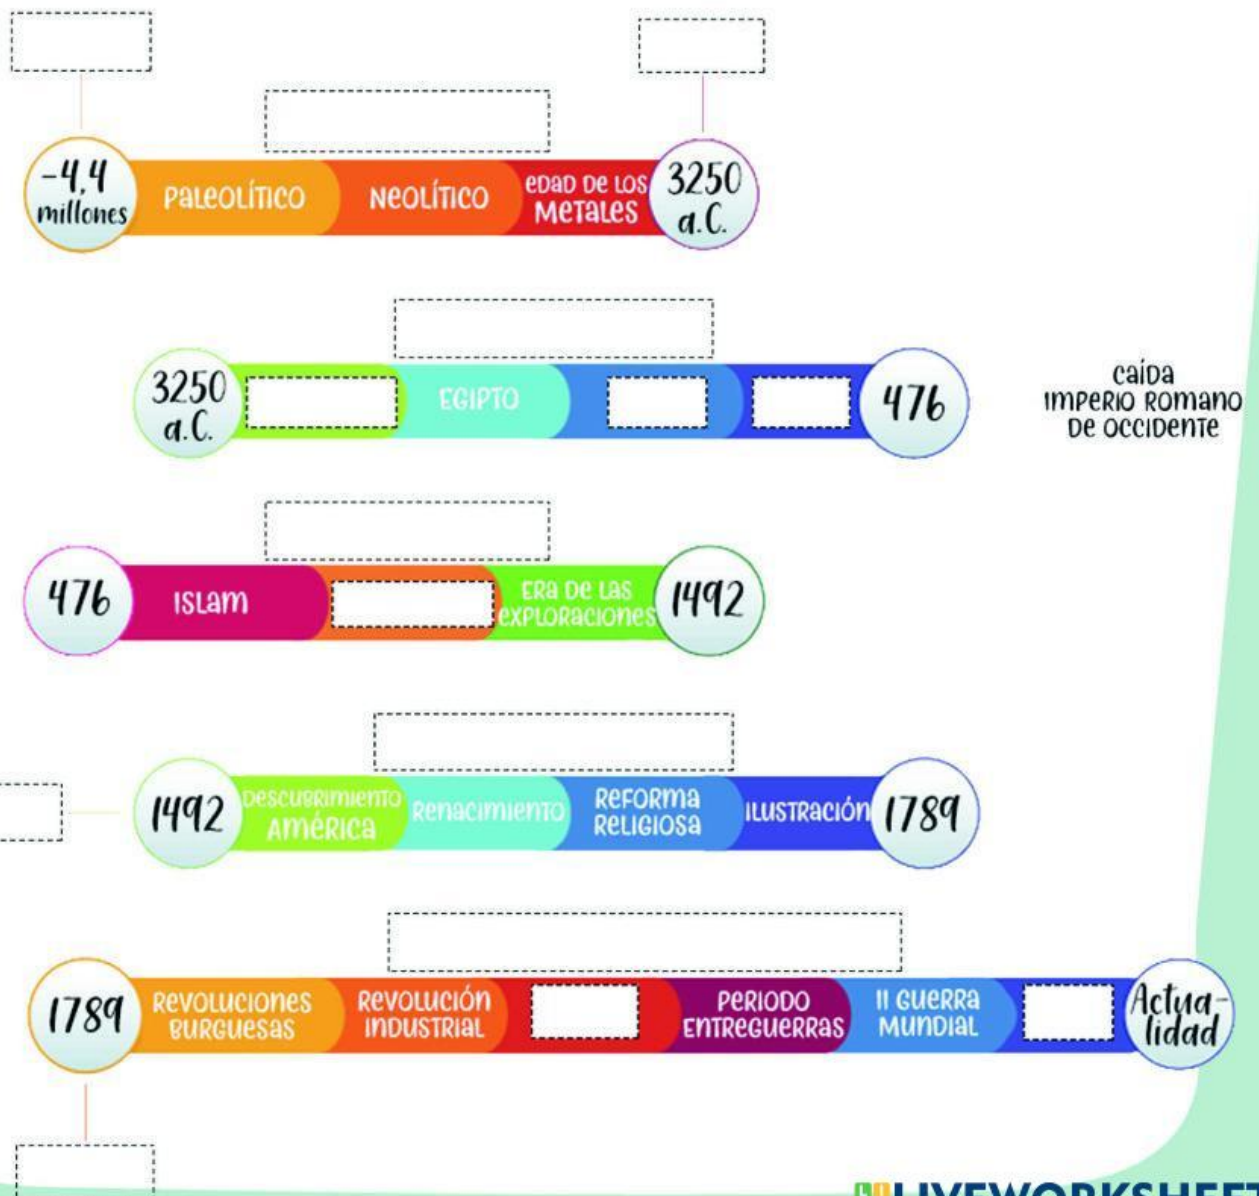 -4,4
millones
PALEOLÍTICO
NEOLÍTICO
EDAD DE LOS
METALES
3250
a.C.
3250
a.C.
EGIPTO
476
CAÍDA
IMPERIO ROMANO
DE OCCIDENTE
476
ISLAM
ERA DE LAS
EXPLORACIONES
1492
1492
DESCUBRIMIENTO
AMÉRICA
RENACIMIENTO
REFORMA
RELIGIOSA
ILUSTRACIÓN
1789
1789
REVOLUCIONES
BURGUESAS
REVOLUCIÓN
INDUSTRIAL
PERIODO
ENTREGUERRAS
II GUERRA
MUNDIAL
Actua-
lidad
LIVEWORKSHEET